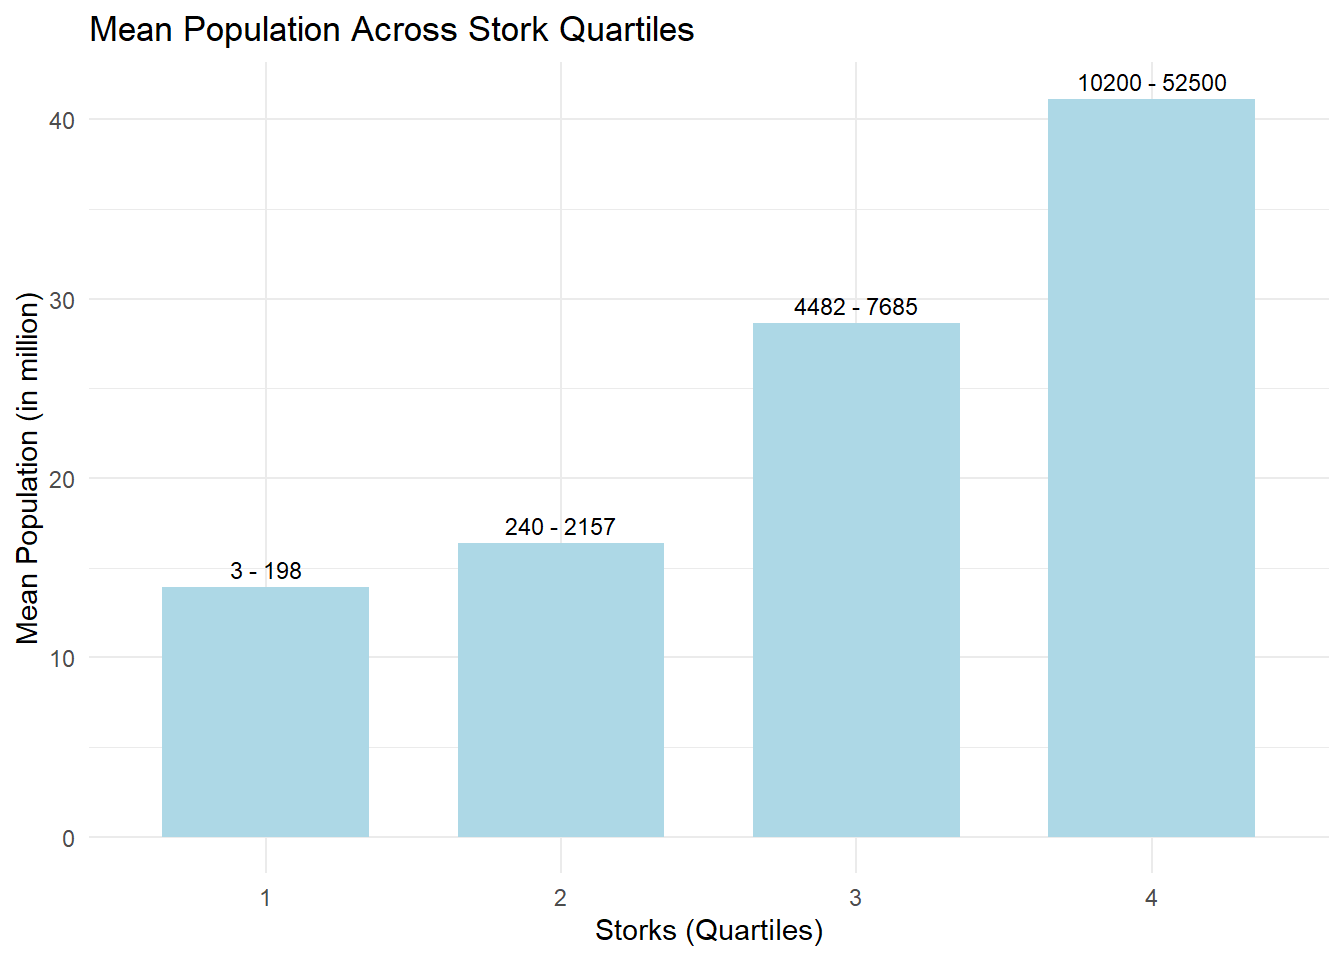 Mean Population Across Stork Quartiles
Mean Population (in million)
40
30
20
10
0
3 - 198
240 - 2157
4482 - 7685
10200 - 52500
1
2
3
4
Storks (Quartiles)